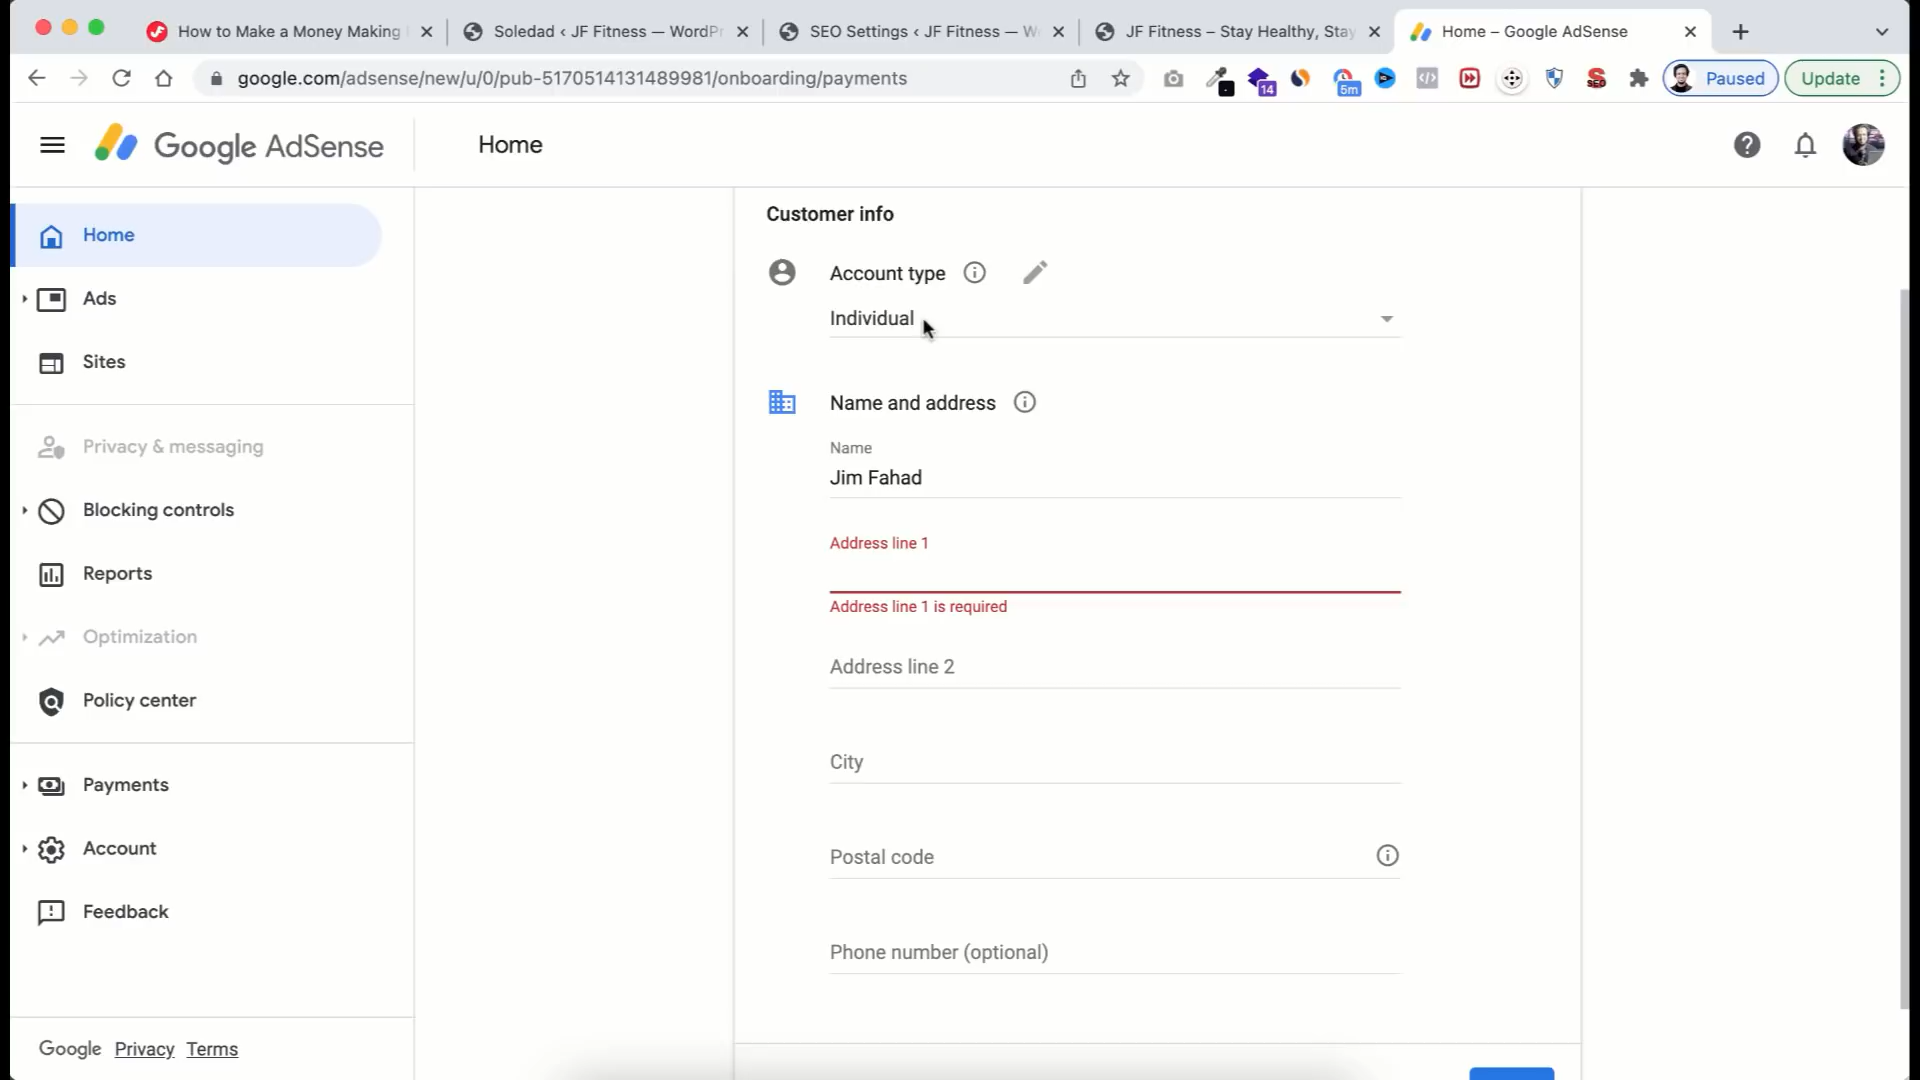 How to Make a Money Making
Soledad ‹ JF Fitness — WordPr
SEO Settings ‹ JF Fitness — W
JF Fitness – Stay Healthy, Stay
Home – Google AdSense
google.com/adsense/new/u/0/pub-5170514131489981/onboarding/payments
14
5m
SEO
Paused
Update
Google AdSense
Home
Home
Ads
Sites
Privacy & messaging
Blocking controls
Reports
Optimization
Policy center
Payments
Account
Feedback
Google Privacy Terms
Customer info
Account type
Individual
Name and address
Name
Jim Fahad
Address line 1
Address line 1 is required
Address line 2
City
Postal code
Phone number (optional)